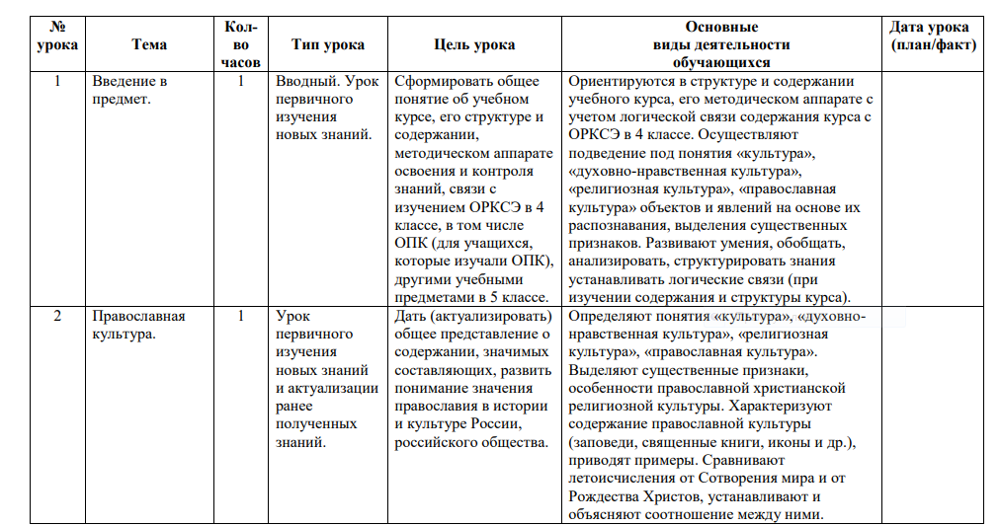 № урока
Тема
Кол-во часов
Тип урока
Цель урока
Основные виды деятельности обучающихся
Дата урока (план/факт)
1
Введение в
предмет.
1
Вводный. Урок
первичного
изучения
новых знаний.
Сформировать общее
понятие об учебном
курсе, его структуре и
содержании,
методическом аппарате
освоения и контроля
знаний, связи с
изучением ОРКСЭ в 4
классе, в том числе
ОПК (для учащихся,
которые изучали ОПК),
другими учебными
предметами в 5 классе.
Ориентируются в структуре и содержании
учебного курса, его методическом аппарате с
учетом логической связи содержания курса с
ОРКСЭ в 4 классе. Осуществляют
подведение под понятия «культура»,
«духовно-нравственная культура»,
«религиозная культура», «православная
культура» объектов и явлений на основе их
распознавания, выделения существенных
признаков. Развивают умения, обобщать,
анализировать, структурировать знания
устанавливать логические связи (при
изучении содержания и структуры курса).
2
Православная
культура.
1
Урок
первичного
изучения
новых знаний
и актуализации
ранее
полученных
знаний.
Дать (актуализировать)
общее представление о
содержании, значимых
составляющих, развить
понимание значения
православия в истории
и культуре России,
российского общества.
Определяют понятия «культура», «духовно-
нравственная культура», «религиозная
культура», «православная культура».
Выделяют существенные признаки,
особенности православной христианской
религиозной культуры. Характеризуют
содержание православной культуры
(заповеди, священные книги, иконы и др.),
приводят примеры. Сравнивают
летоисчисления от Сотворения мира и от
Рождества Христов, устанавливают и
объясняют соотношение между ними.